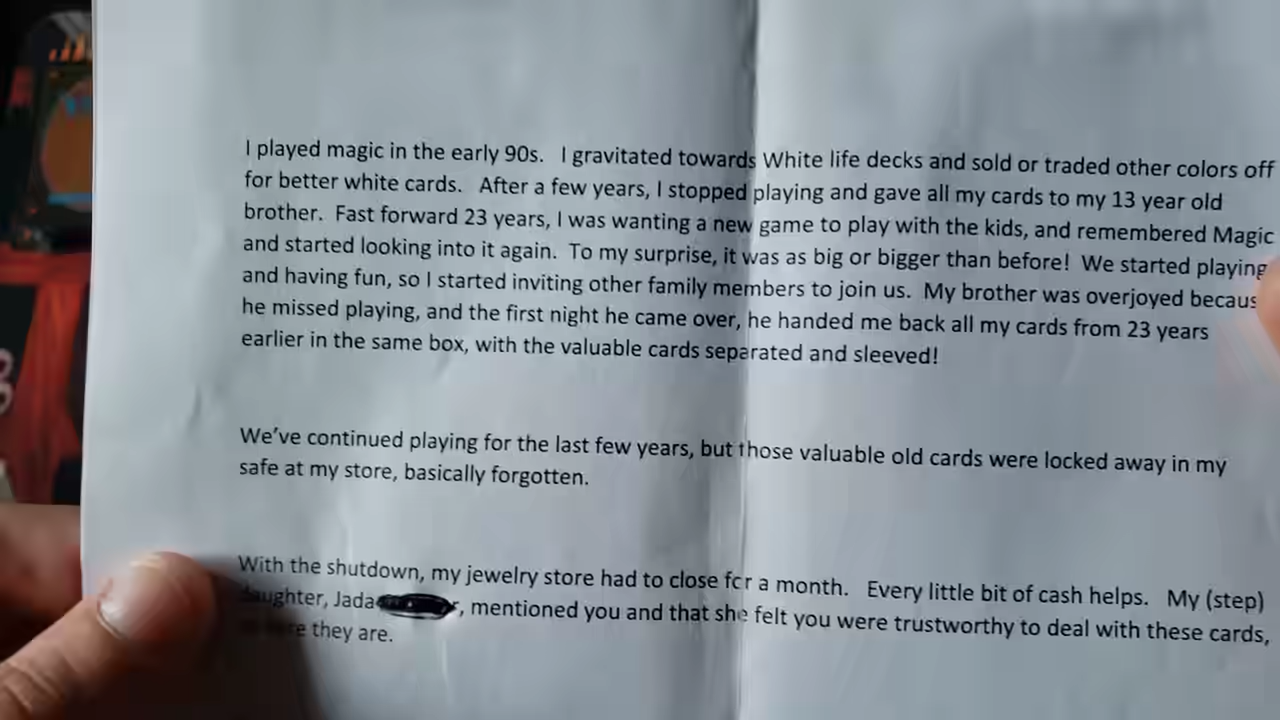 I played magic in the early 90s. I gravitated towards White life decks and sold or traded other colors off
for better white cards. After a few years, I stopped playing and gave all my cards to my 13 year old
brother. Fast forward 23 years, I was wanting a new game to play with the kids, and remembered Magic
and started looking into it again. To my surprise, it was as big or bigger than before! We started playing
and having fun, so I started inviting other family members to join us. My brother was overjoyed becaus
he missed playing, and the first night he came over, he handed me back all my cards from 23 years
earlier in the same box, with the valuable cards separated and sleeved!
We've continued playing for the last few years, but those valuable old cards were locked away in my
safe at my store, basically forgotten.
With the shutdown, my jewelry store had to close for a month. Every little bit of cash helps. My (step)
daughter, Jada , mentioned you and that she felt you were trustworthy to deal with these cards,
they are.